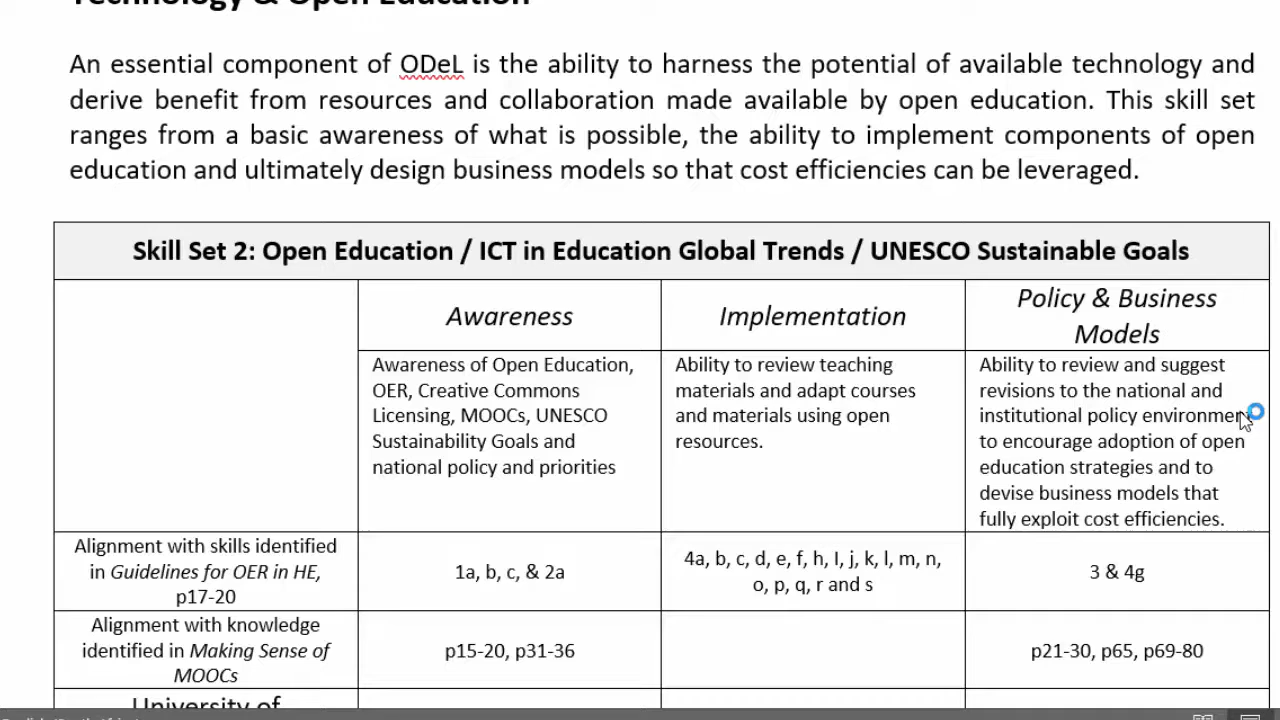 Technology & Open Education
An essential component of ODeL is the ability to harness the potential of available technology and
derive benefit from resources and collaboration made available by open education. This skill set
ranges from a basic awareness of what is possible, the ability to implement components of open
education and ultimately design business models so that cost efficiencies can be leveraged.
Skill Set 2: Open Education / ICT in Education Global Trends / UNESCO Sustainable Goals
Awareness
Implementation
Policy & Business
Models
Awareness of Open Education,
OER, Creative Commons
Licensing, MOOCs, UNESCO
Sustainability Goals and
national policy and priorities
Ability to review teaching
materials and adapt courses
and materials using open
resources.
Ability to review and suggest
revisions to the national and
institutional policy environment
to encourage adoption of open
education strategies and to
devise business models that
fully exploit cost efficiencies.
Alignment with skills identified
in Guidelines for OER in HE,
p17-20
1a, b, c, & 2a
4a, b, c, d, e, f, h, I, j, k, l, m, n,
o, p, q, r and s
3 & 4g
Alignment with knowledge
identified in Making Sense of
MOOCs
p15-20, p31-36
p21-30, p65, p69-80
University of